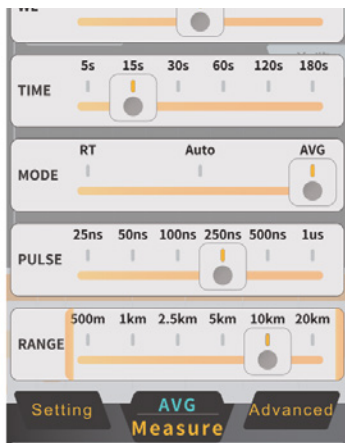 5s 15s 30s 60s 120s 180s
TIME
RT Auto AVG
MODE
25ns 50ns 100ns 250ns 500ns 1us
PULSE
500m 1km 2.5km 5km 10km 20km
RANGE
Setting AVG Advanced
Measure